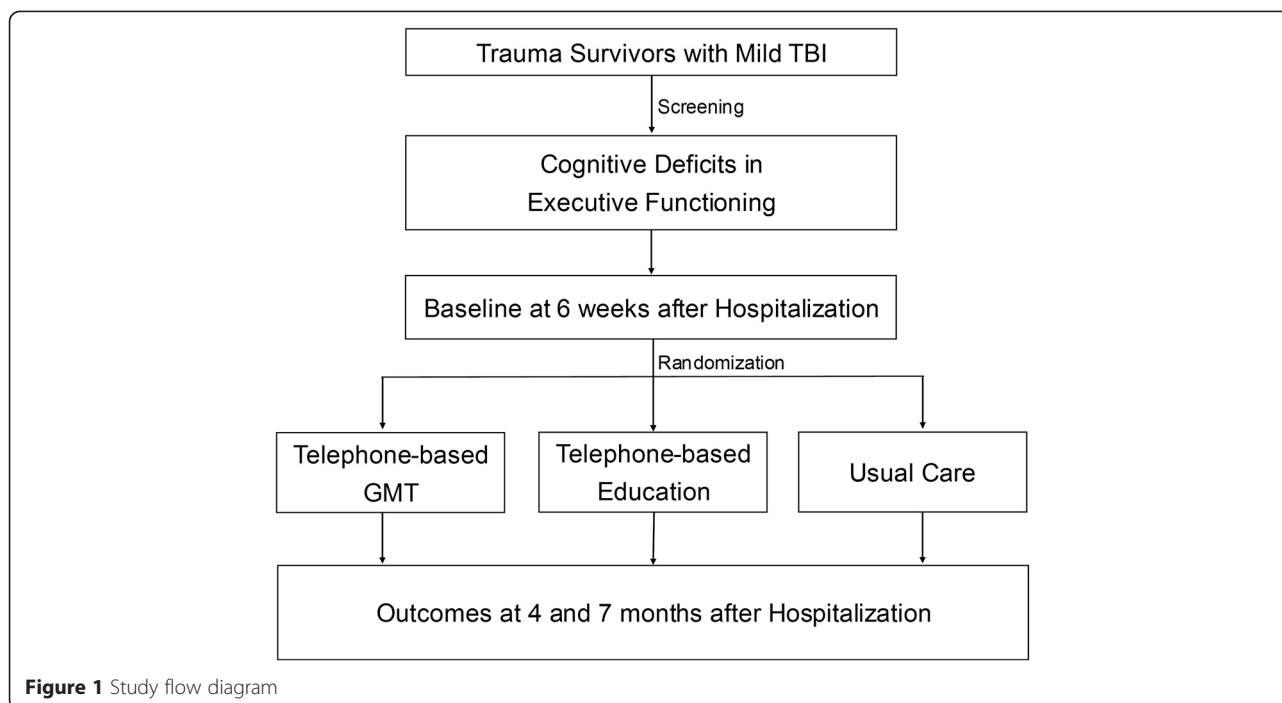 Trauma Survivors with Mild TBI
Screening
Cognitive Deficits in
Executive Functioning
Baseline at 6 weeks after Hospitalization
Randomization
Telephone-based
GMT
Telephone-based
Education
Usual Care
Outcomes at 4 and 7 months after Hospitalization
Figure 1 Study flow diagram